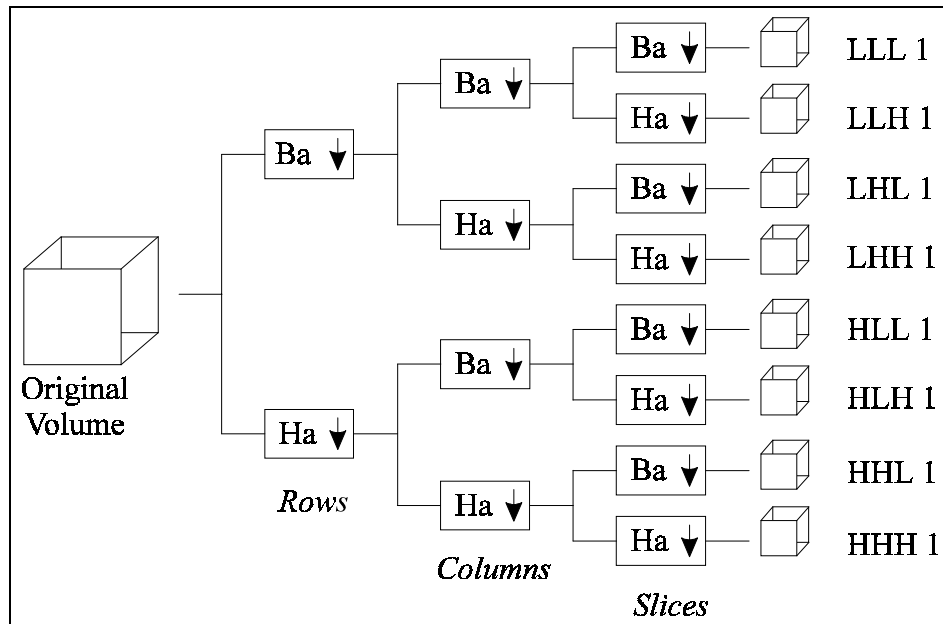 Ba
LLL 1
Ba
Ha
LLH 1
Ba
Ba
LHL 1
Ha
Ha
LHH 1
Original
Volume
Ba
HLL 1
Ba
Ha
HLH 1
Ha
Ba
HHL 1
Rows
Ha
Ha
HHH 1
Columns
Slices